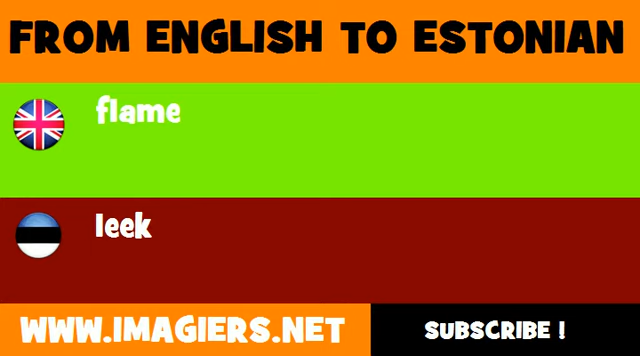 FROM ENGLISH TO ESTONIAN
flame
leek
WWW.IMAGIERS.NET
SUBSCRIBE !